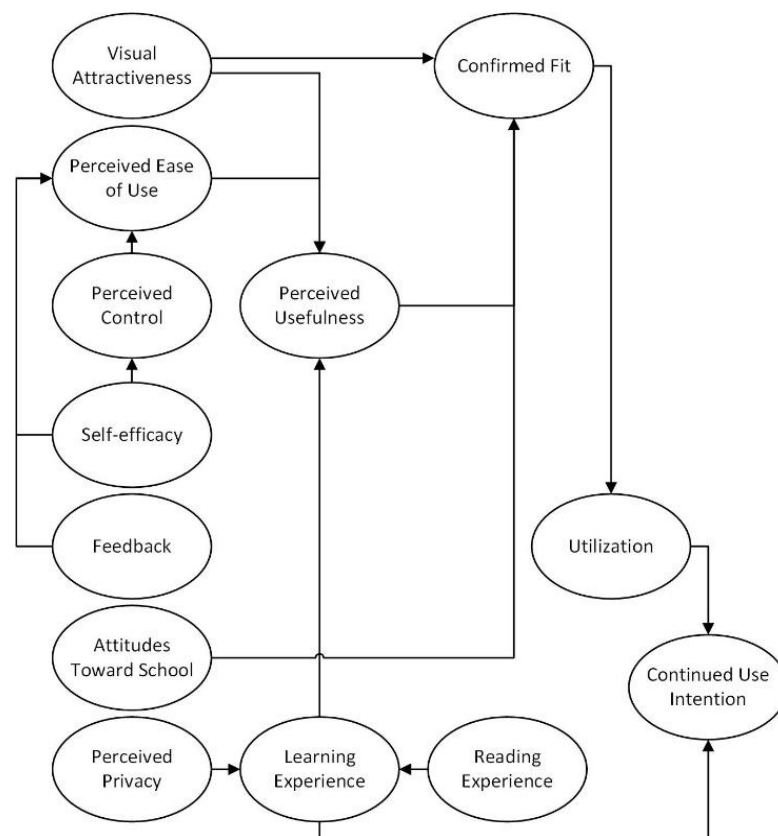 Visual
Attractiveness
Confirmed Fit
Perceived Ease
of Use
Perceived
Control
Perceived
Usefulness
Self-efficacy
Feedback
Utilization
Attitudes
Toward School
Continued Use
Intention
Perceived
Privacy
Learning
Experience
Reading
Experience